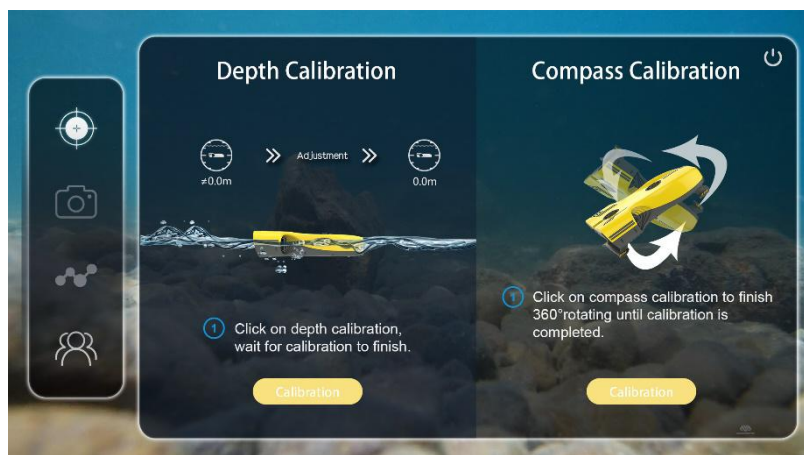 Depth Calibration
Adjustment
≠0.0m
0.0m
1
Click on depth calibration,
wait for calibration to finish.
Calibration
Compass Calibration
1
Click on compass calibration to finish
360°rotating until calibration is
completed.
Calibration